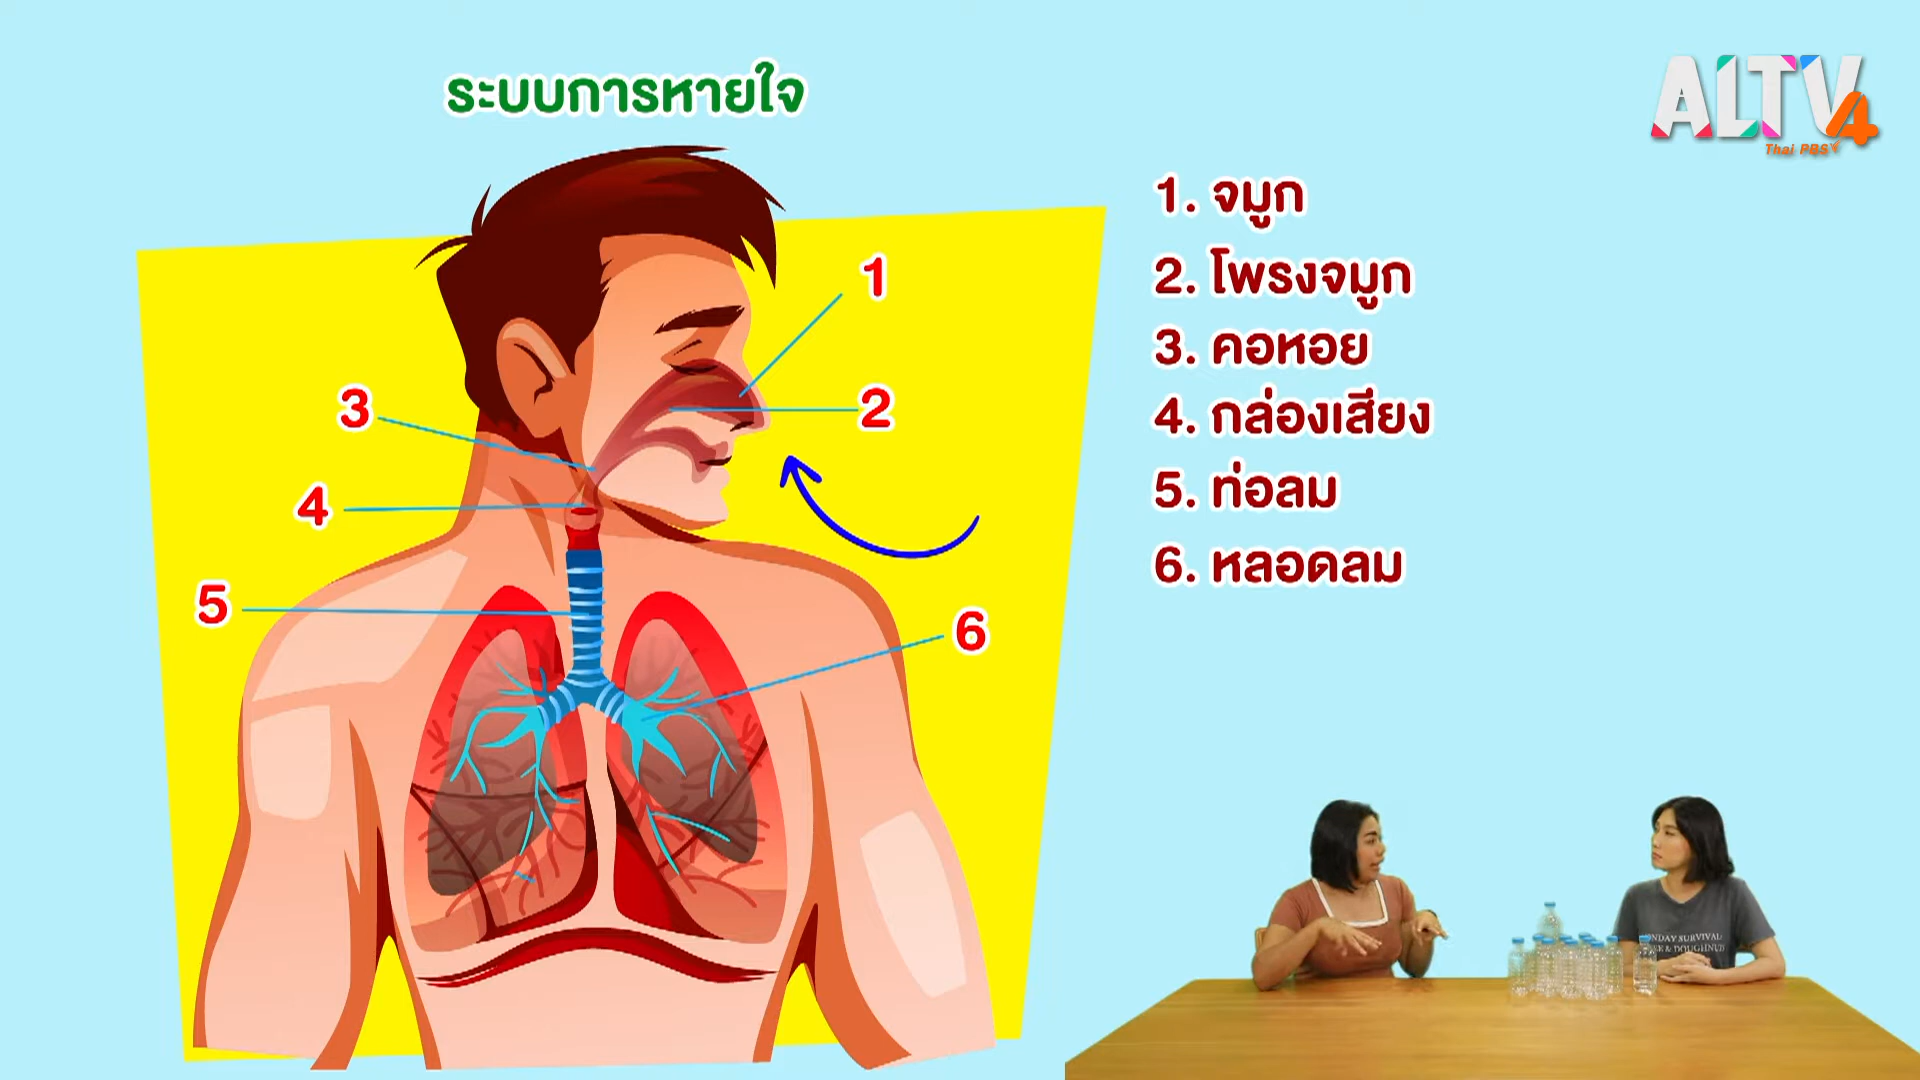 ระบบการหายใจ
ALTV4
Thai PBS
1. จมูก
2. โพรงจมูก
3. คอหอย
4. กล่องเสียง
5. ท่อลม
6. หลอดลม
1
2
3
4
5
6